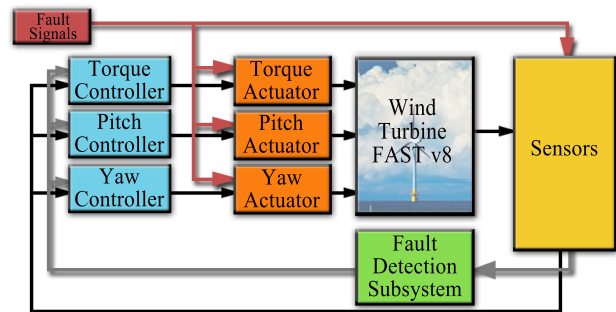 Fault
Signals
Torque
Controller
Torque
Actuator
Pitch
Controller
Pitch
Actuator
Yaw
Controller
Yaw
Actuator
Wind
Turbine
FAST v8
Sensors
Fault
Detection
Subsystem